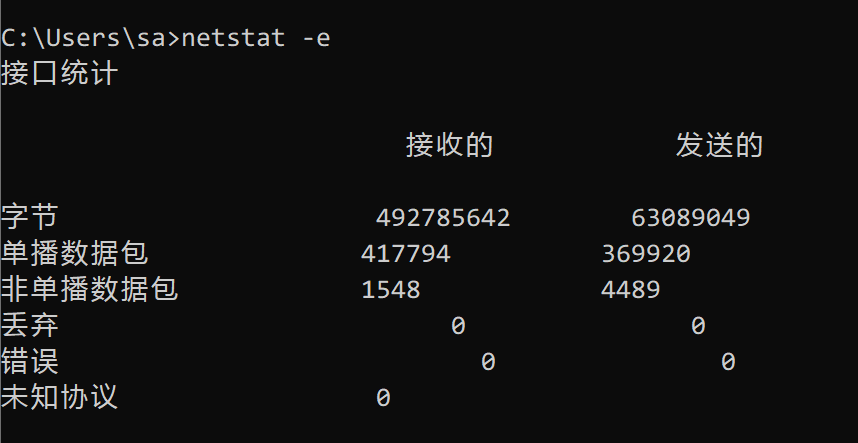 C:\Users\sa>netstat -e
接口统计
接收的 发送的
字节 492785642 63089049
单播数据包 417794 369920
非单播数据包 1548 4489
丢弃 0 0
错误 0 0
未知协议 0